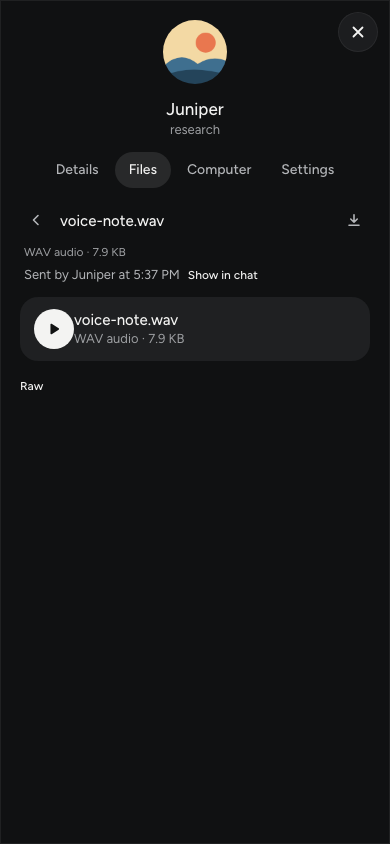 Juniper
research
Details Files Computer Settings
voice-note.wav
WAV audio · 7.9 KB
Sent by Juniper at 5:37 PM Show in chat
voice-note.wav
WAV audio · 7.9 KB
Raw